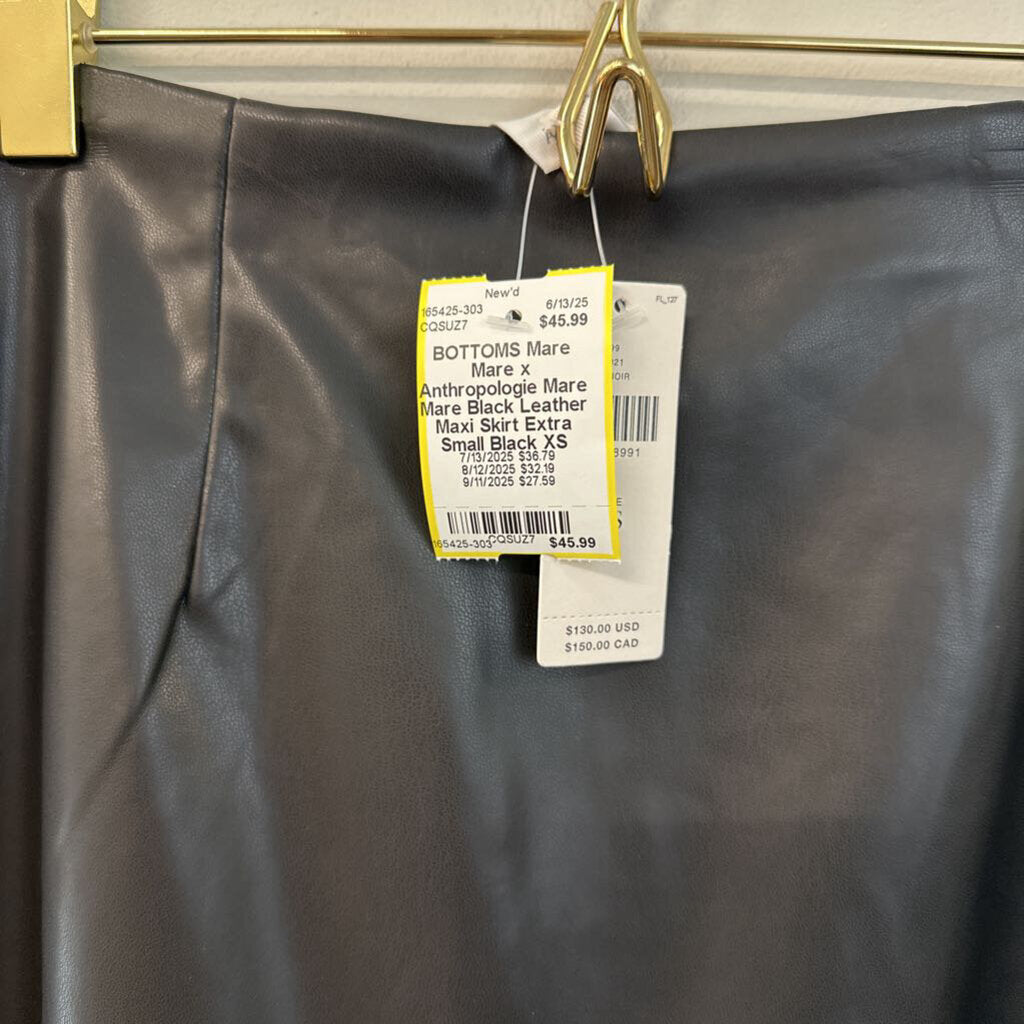 New'd
165425-303 6/13/25
CQSUZ7 $45.99
BOTTOMS Mare
Mare x
Anthropologie Mare
Mare Black Leather
Maxi Skirt Extra
Small Black XS
7/13/2025 $36.79
8/12/2025 $32.19
9/11/2025 $27.59
165425-303 CQSUZ7 $45.99
FL_127
$130.00 USD
$150.00 CAD